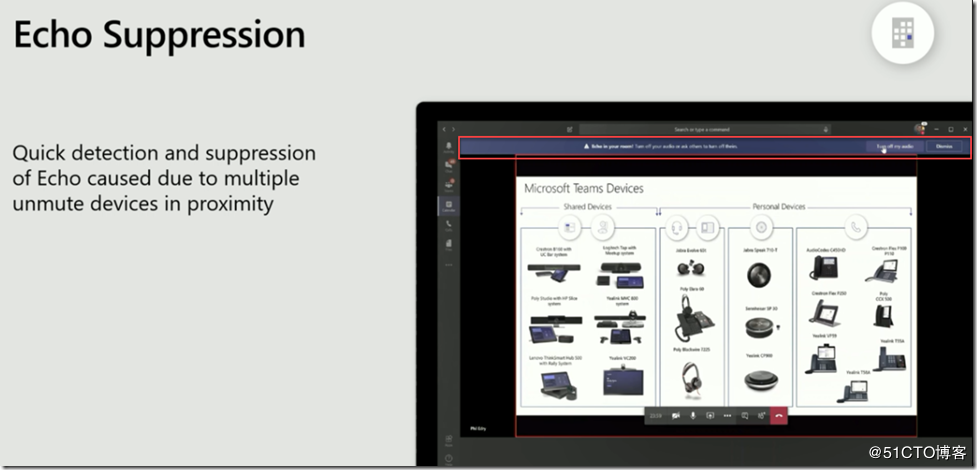 Echo Suppression
Quick detection and suppression
of Echo caused due to multiple
unmute devices in proximity
Search or type a command
Echo in your room! Turn off your audio or ask others to turn off theirs.
Turn off my audio
Dismiss
Microsoft Teams Devices
Shared Devices
Personal Devices
Crestron B100 with
UC Bar system
Logitech Tap with
Meetup system
Poly Studio with HP Slice
system
Yealink MVC 800
system
Lenovo ThinkSmart Hub 500
with Rally System
Yealink VC200
Jabra Evolve 65t
Poly Elara 60
Poly Blackwire 7225
Jabra Speak 710
Sennheiser SP 30
Yealink CP900
AudioCodes C450HD
Crestron Flex P100
P110
Crestron Flex P200
Poly
CCX 500
Yealink VP59
Yealink T55A
Yealink T58A
@51CTO博客